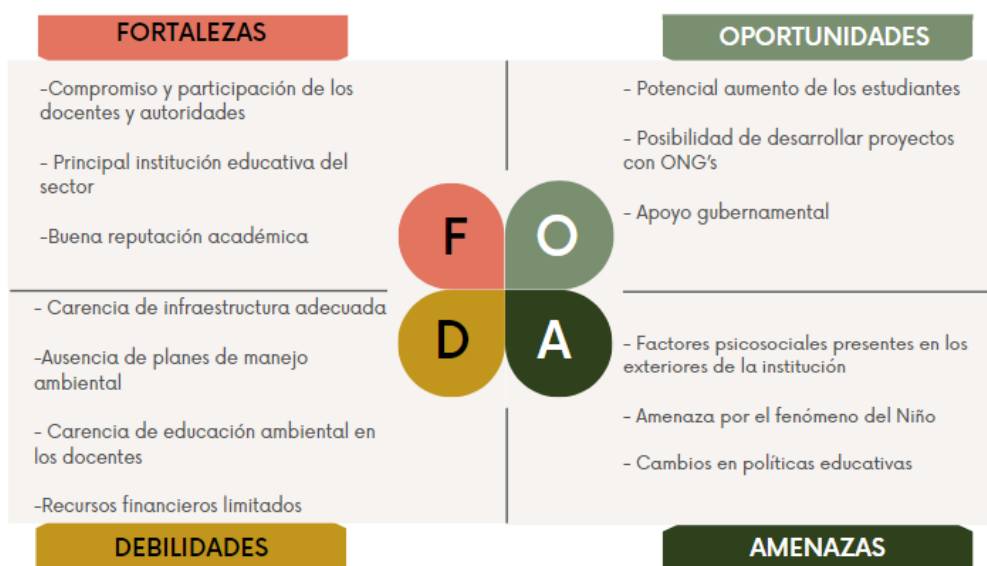 FORTALEZAS
-Compromiso y participación de los
docentes y autoridades
- Principal institución educativa del
sector
-Buena reputación académica
OPORTUNIDADES
- Potencial aumento de los estudiantes
- Posibilidad de desarrollar proyectos
con ONG's
- Apoyo gubernamental
F
O
D
A
- Carencia de infraestructura adecuada
-Ausencia de planes de manejo
ambiental
- Carencia de educación ambiental en
los docentes
-Recursos financieros limitados
DEBILIDADES
- Factores psicosociales presentes en los
exteriores de la institución
- Amenaza por el fenómeno del Niño
- Cambios en políticas educativas
AMENAZAS